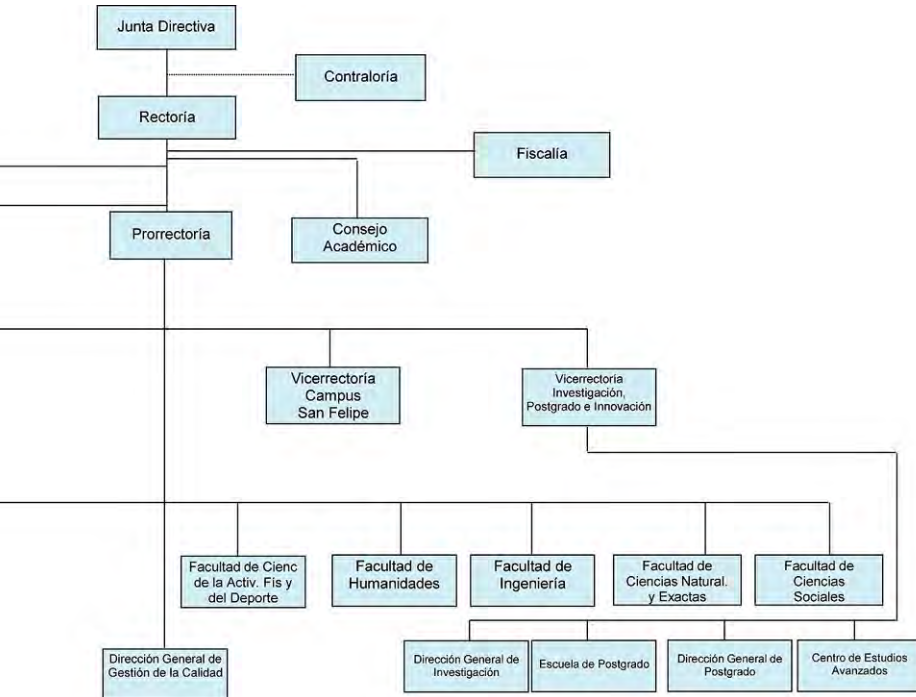 Junta Directiva
Contraloría
Rectoría
Fiscalía
Prorrectoría
Consejo
Académico
Vicerrectoría
Campus
San Felipe
Vicerrectoría
Investigación,
Postgrado e Innovación
Facultad de Cienc
de la Activ. Fis y
del Deporte
Facultad de
Humanidades
Facultad de
Ingeniería
Facultad de
Ciencias Natural.
y Exactas
Facultad de
Ciencias
Sociales
Dirección General de
Gestión de la Calidad
Dirección General de
Investigación
Escuela de Postgrado
Dirección General de
Postgrado
Centro de Estudios
Avanzados